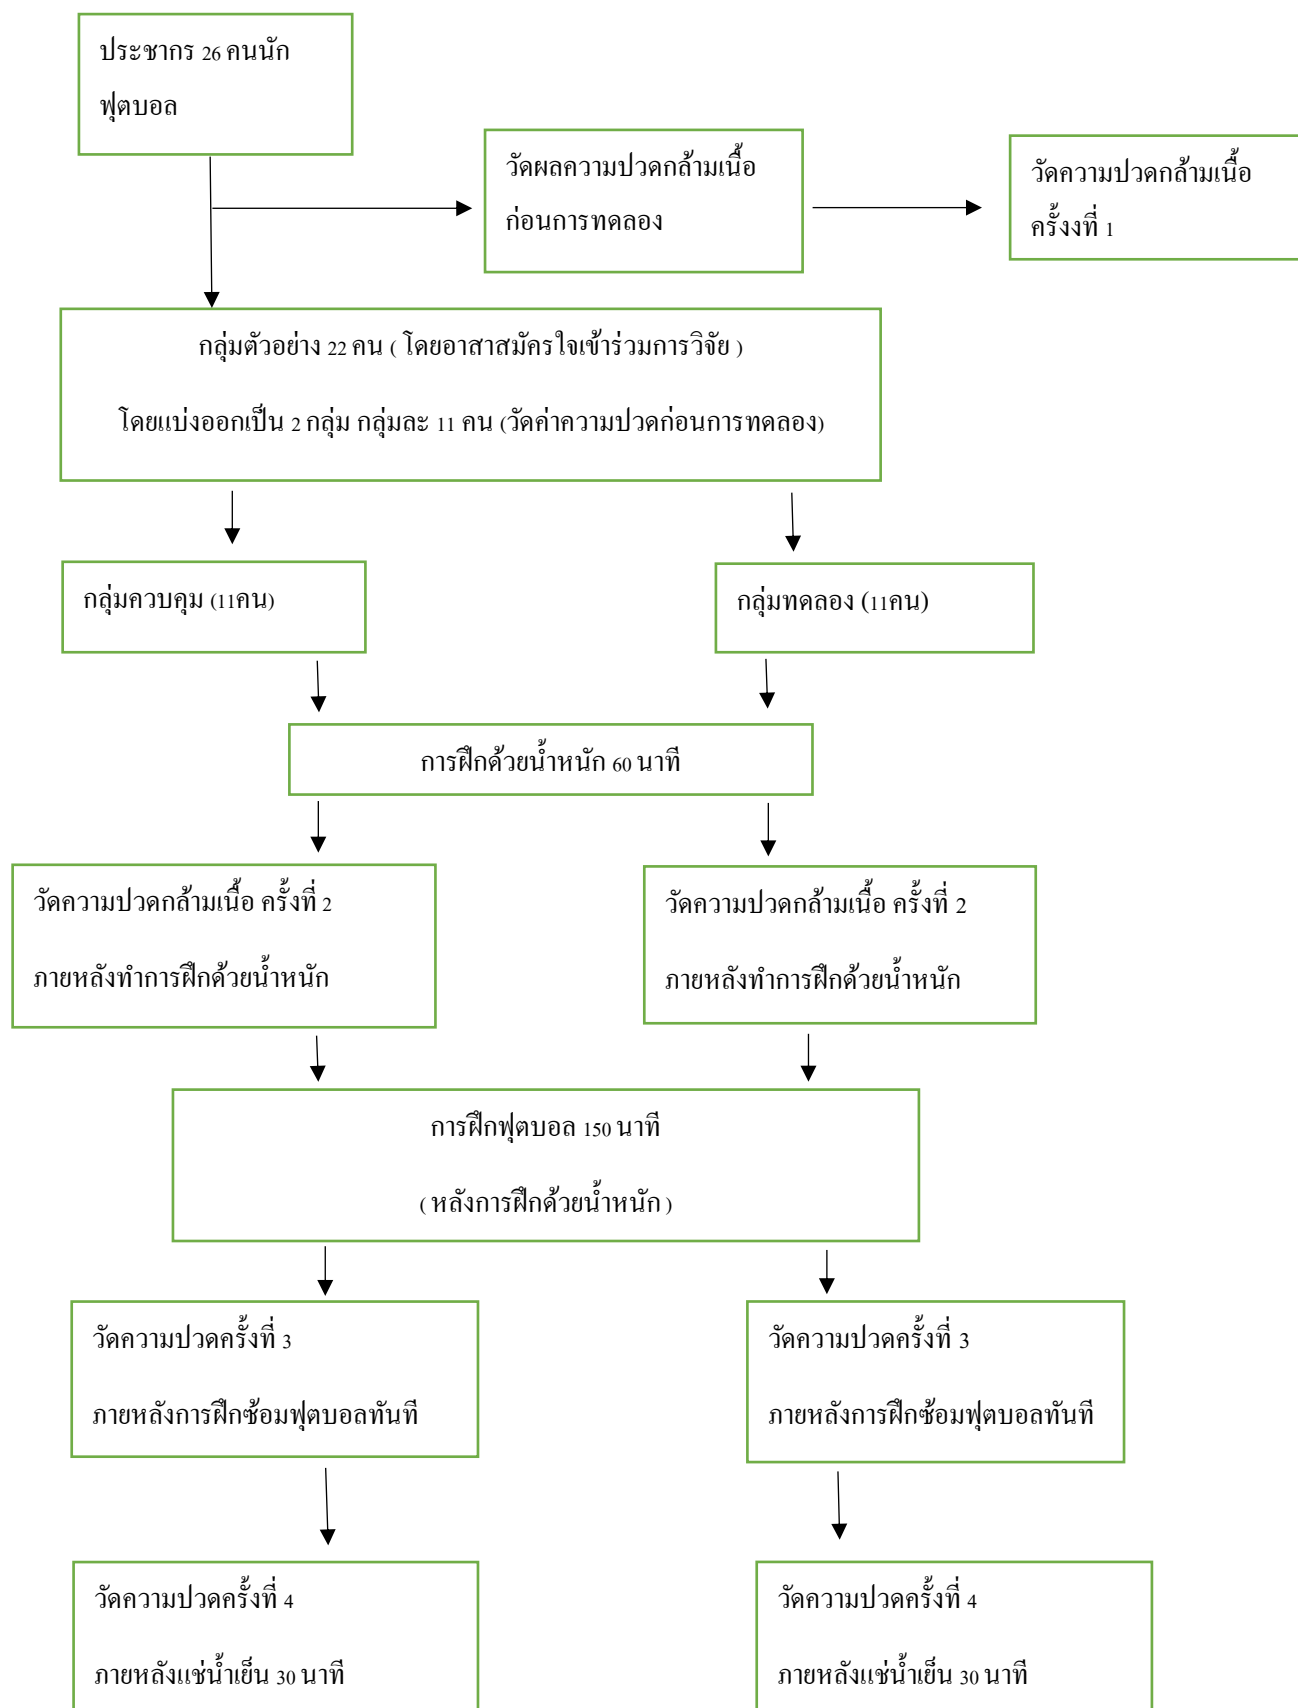 ประชากร 26 คนนัก
ฟุตบอล
วัดผลความปวดกล้ามเนื้อ
ก่อนการทดลอง
วัดความปวดกล้ามเนื้อ
ครั้งงที่ 1
กลุ่มตัวอย่าง 22 คน ( โดยอาสาสมัครใจเข้าร่วมการวิจัย )
โดยแบ่งออกเป็น 2 กลุ่ม กลุ่มละ 11 คน (วัดค่าความปวดก่อนการทดลอง)
กลุ่มควบคุม (11คน)
กลุ่มทดลอง (11คน)
การฝึกด้วยน้ำหนัก 60 นาที
วัดความปวดกล้ามเนื้อ ครั้งที่ 2
ภายหลังทำการฝึกด้วยน้ำหนัก
วัดความปวดกล้ามเนื้อ ครั้งที่ 2
ภายหลังทำการฝึกด้วยน้ำหนัก
การฝึกฟุตบอล 150 นาที
( หลังการฝึกด้วยน้ำหนัก )
วัดความปวดครั้งที่ 3
ภายหลังการฝึกซ้อมฟุตบอลทันที
วัดความปวดครั้งที่ 3
ภายหลังการฝึกซ้อมฟุตบอลทันที
วัดความปวดครั้งที่ 4
ภายหลังแช่น้ำเย็น 30 นาที
วัดความปวดครั้งที่ 4
ภายหลังแช่น้ำเย็น 30 นาที